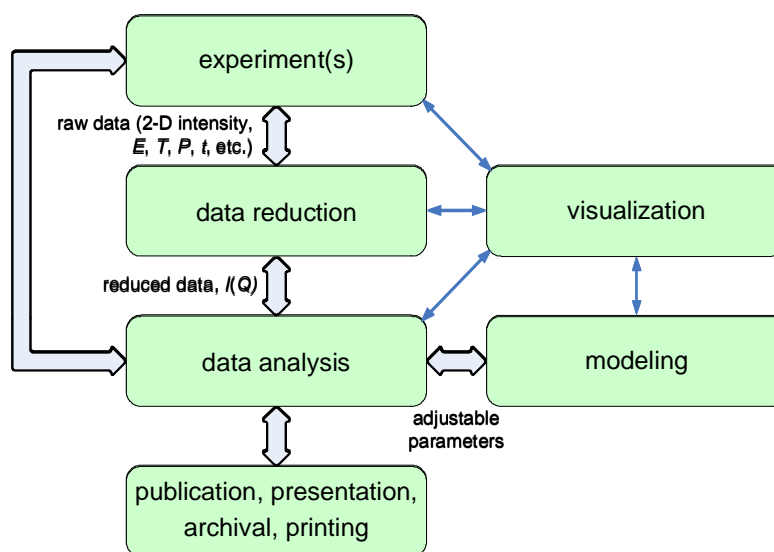 experiment(s)
raw data (2-D intensity,
E, T, P, t, etc.)
data reduction
visualization
reduced data, I(Q)
data analysis
modeling
adjustable
parameters
publication, presentation,
archival, printing